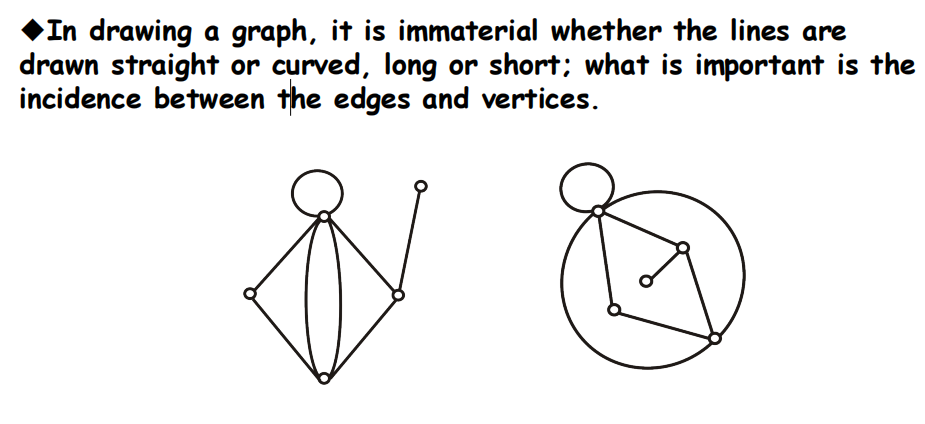 ◆In drawing a graph, it is immaterial whether the lines are
drawn straight or curved, long or short; what is important is the
incidence between the edges and vertices.